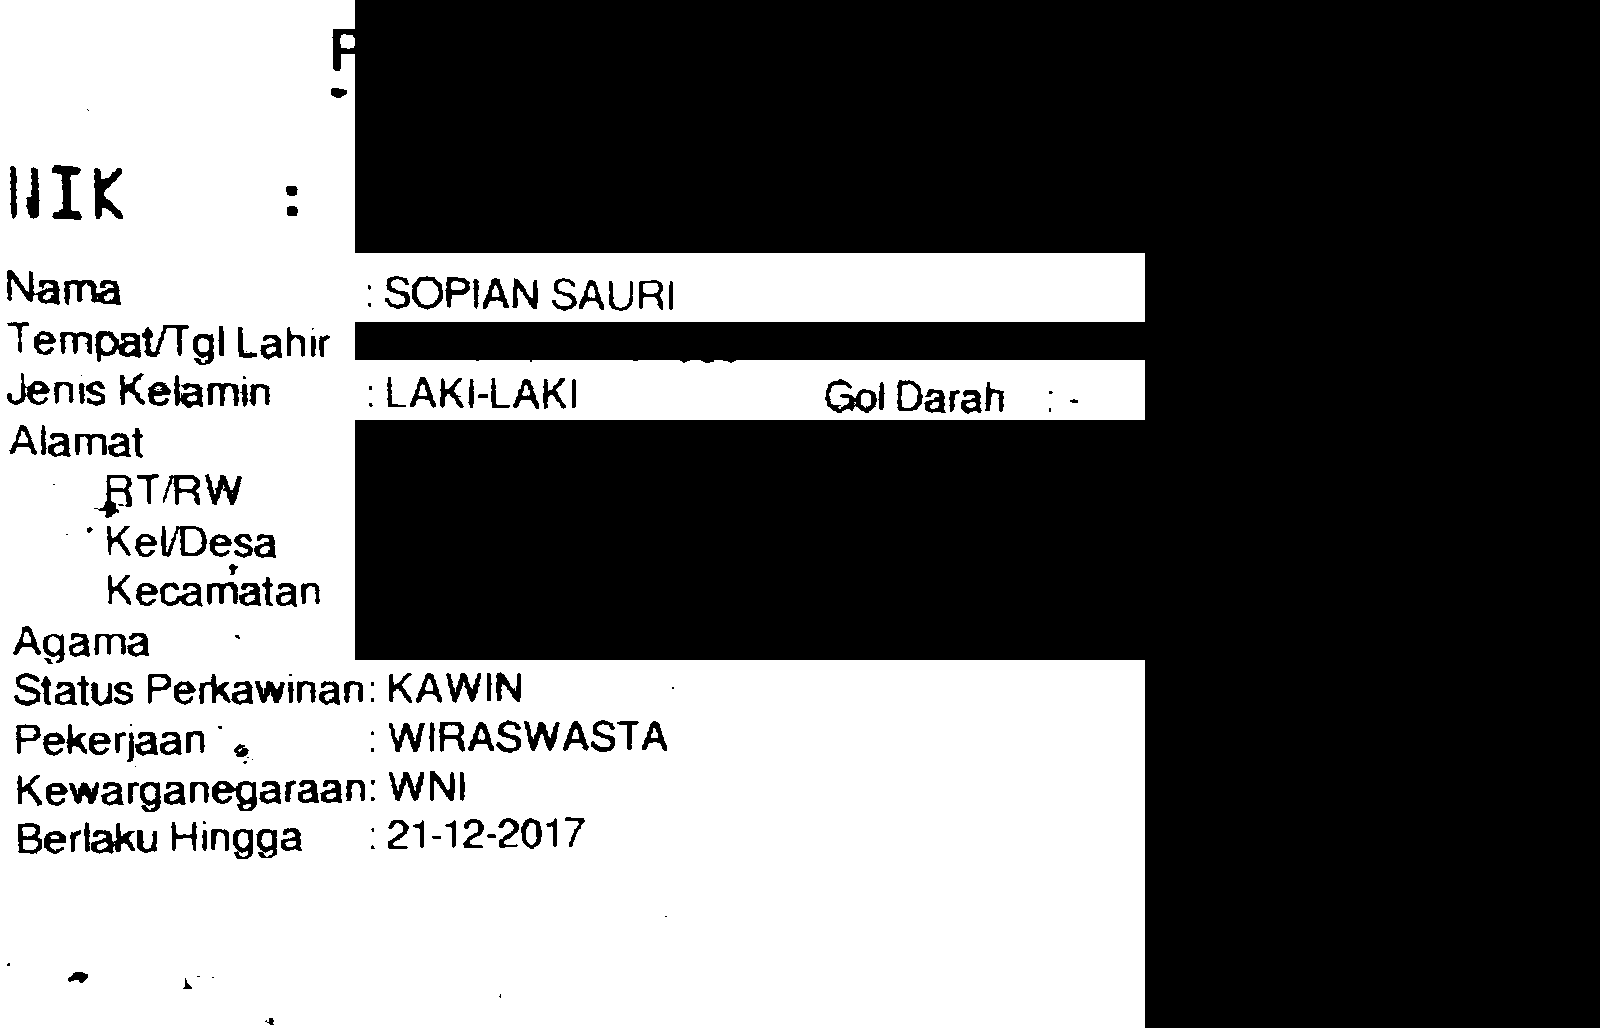 NIK :
Nama : SOPIAN SAURI
Tempat/Tgl Lahir
Jenis Kelamin : LAKI-LAKI Gol Darah : -
Alamat
RT/RW
Kel/Desa
Kecamatan
Agama
Status Perkawinan: KAWIN
Pekerjaan : WIRASWASTA
Kewarganegaraan: WNI
Berlaku Hingga : 21-12-2017